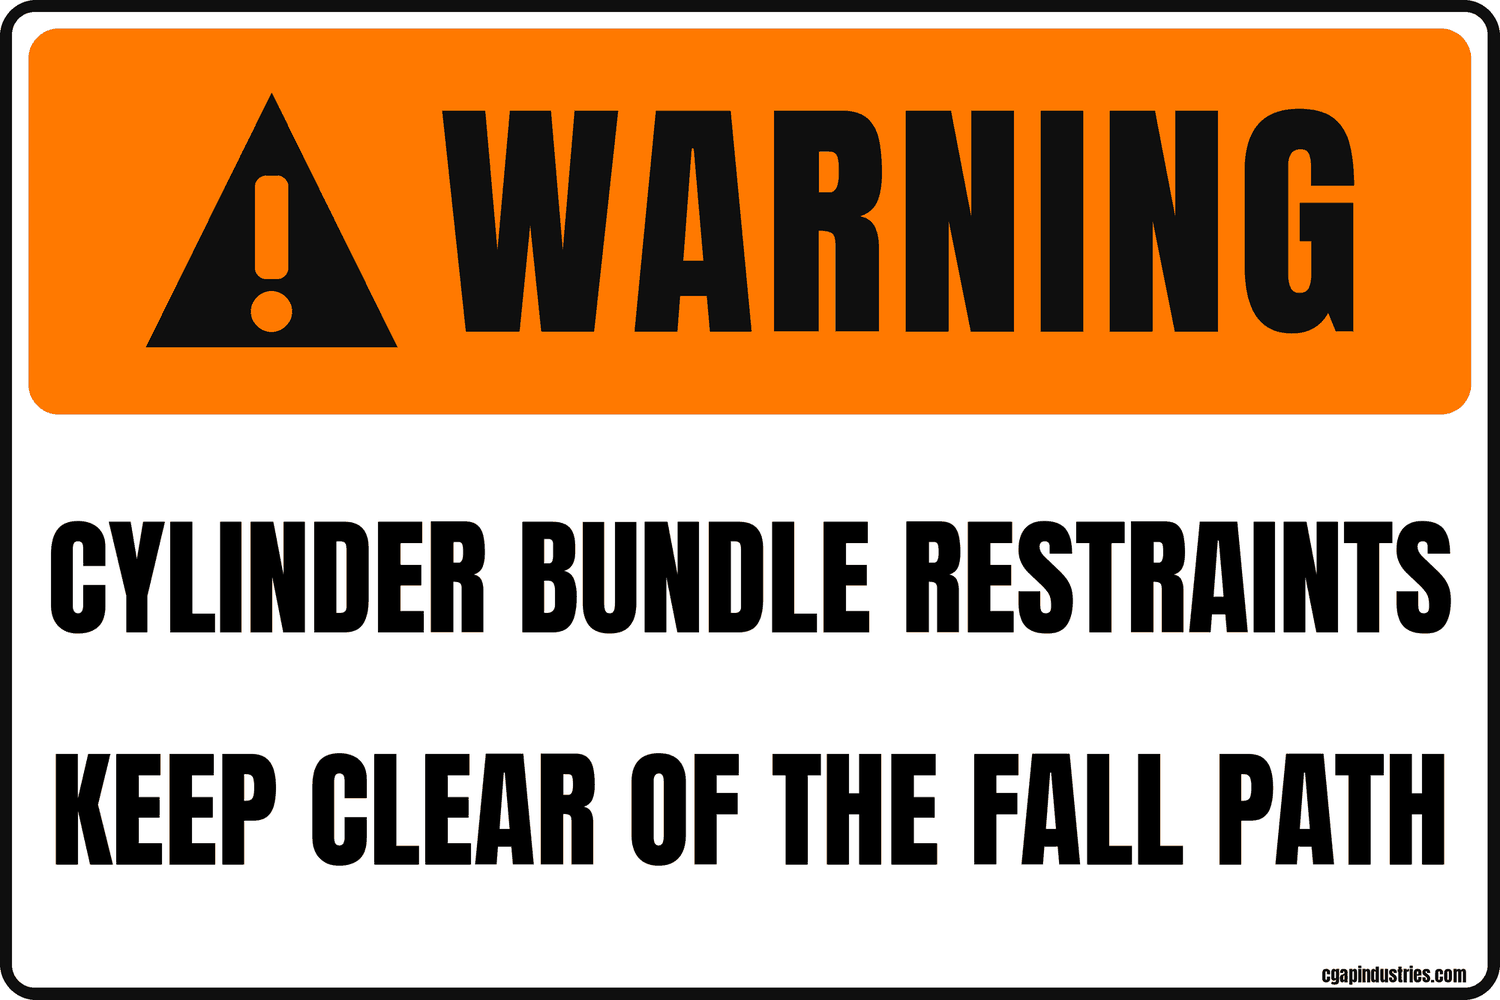 WARNING
CYLINDER BUNDLE RESTRAINTS
KEEP CLEAR OF THE FALL PATH
cgapindustries.com